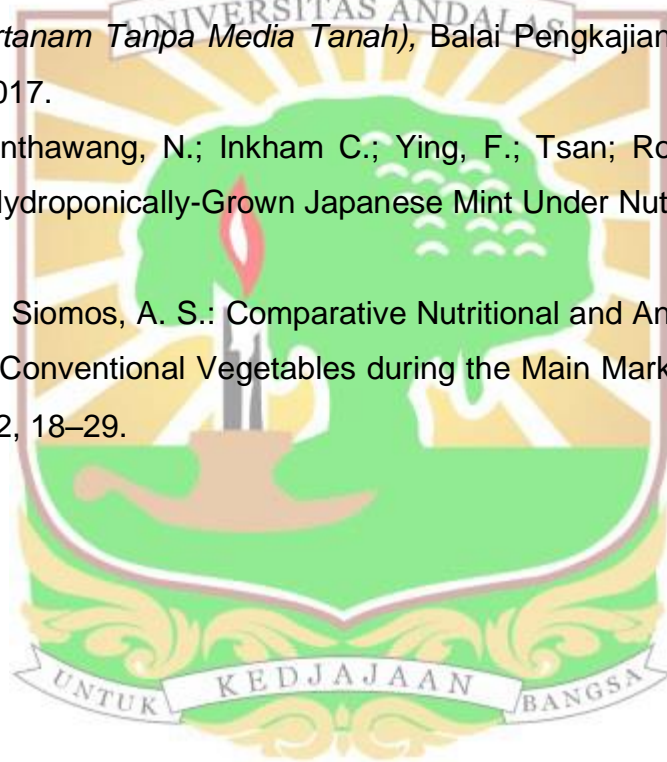 UNIVERSITAS ANDALAS
rtanam Tanpa Media Tanah), Balai Pengkajian
017.
nthawang, N.; Inkham C.; Ying, F.; Tsan; Ro
Hydroponically-Grown Japanese Mint Under Nut
Siomos, A. S.: Comparative Nutritional and An
Conventional Vegetables during the Main Mark
2, 18–29.
UNTUK KEDJAJAAN BANGSA